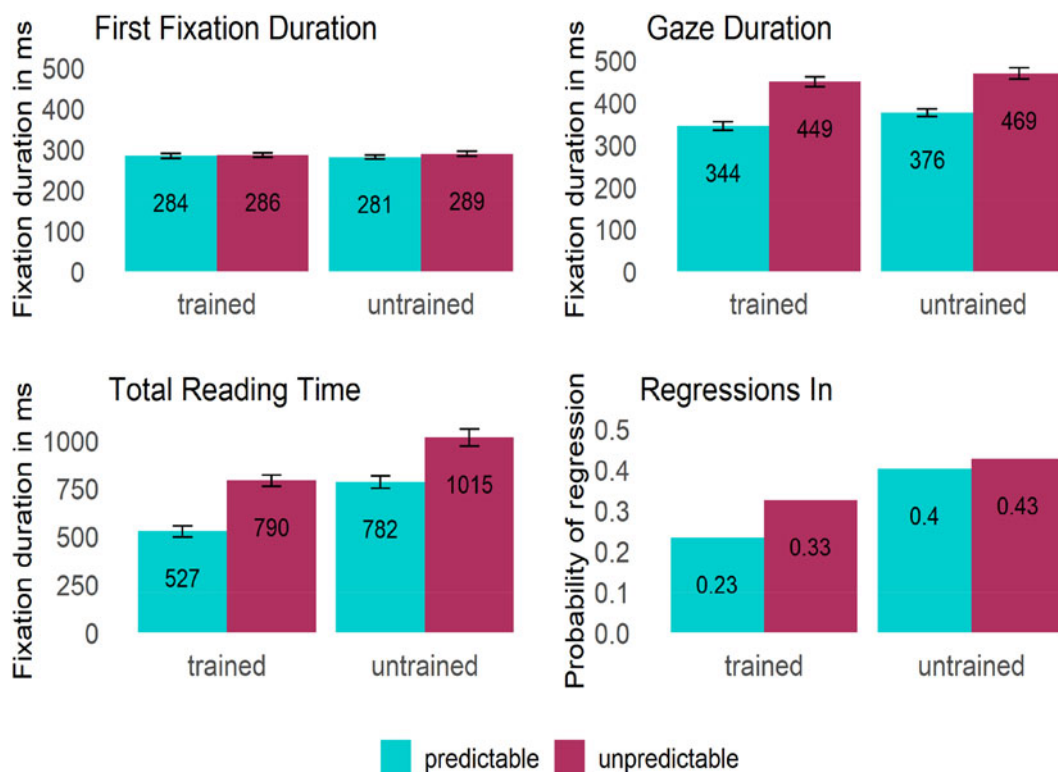 First Fixation Duration
Fixation duration in ms
500
400
300
200
100
0
284
286
281
289
trained
untrained
Gaze Duration
Fixation duration in ms
500
400
300
200
100
0
344
449
376
469
trained
untrained
Total Reading Time
Fixation duration in ms
1000
750
500
250
0
527
790
782
1015
trained
untrained
Regressions In
Probability of regression
0.5
0.4
0.3
0.2
0.1
0.0
0.23
0.33
0.4
0.43
trained
untrained
predictable
unpredictable